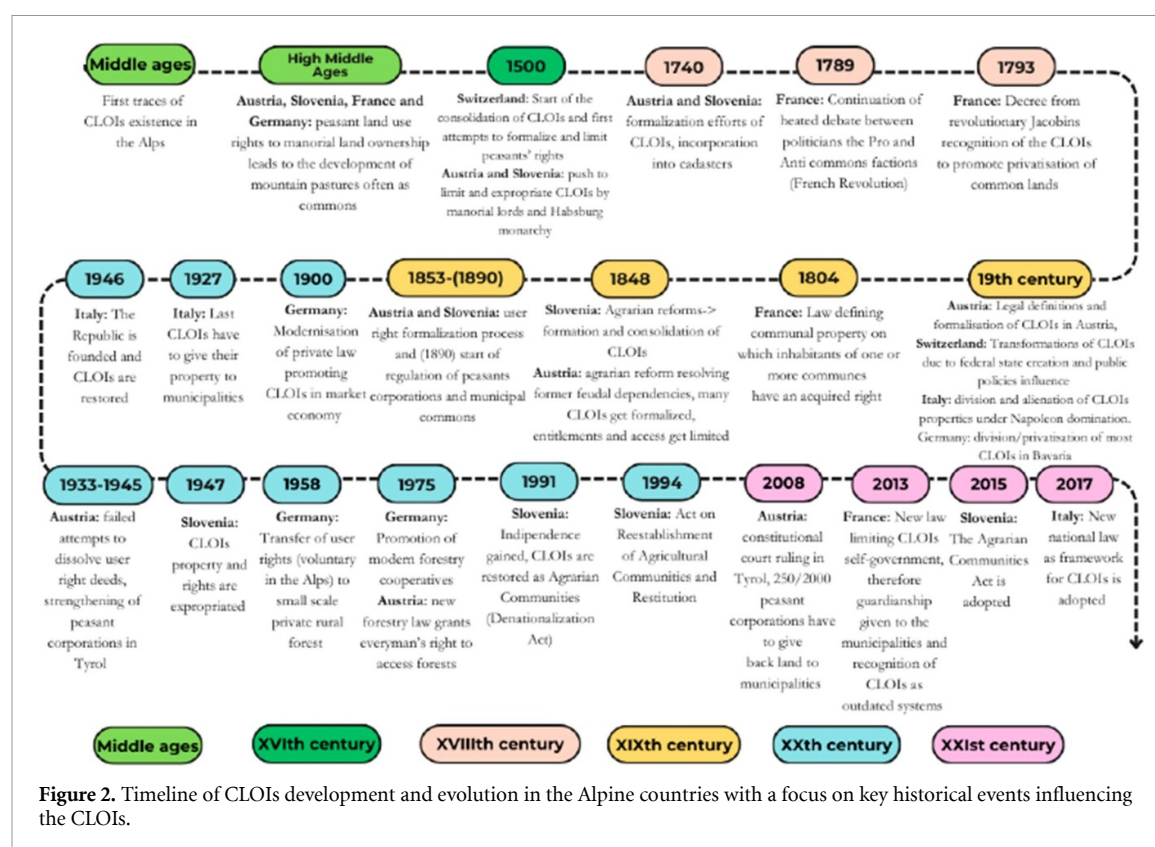 Middle ages
First traces of
CLOIs existence in
the Alps
High Middle
Ages
Austria, Slovenia, France and
Germany: peasant land use
rights to manorial land ownership
leads to the development of
mountain pastures often as
commons
1500
Switzerland: Start of the
consolidation of CLOIs and first
attempts to formalize and limit
peasants' rights
Austria and Slovenia: push to
limit and expropriate CLOIs by
manorial lords and Habsburg
monarchy
1740
Austria and Slovenia:
formalization efforts of
CLOIs, incorporation
into cadasters
1789
France: Continuation of
heated debate between
politicians the Pro and
Anti commons factions
(French Revolution)
1793
France: Decree from
revolutionary Jacobins
recognition of the CLOIs
to promote privatisation of
common lands
1946
Italy: The
Republic is
founded and
CLOIs are
restored
1927
Italy: Last
CLOIs have
to give their
property to
municipalities
1900
Germany:
Modernisation
of private law
promoting
CLOIs in market
economy
1853-(1890)
Austria and Slovenia: user
right formalization process
and (1890) start of
regulation of peasants
corporations and municipal
commons
1848
Slovenia: Agrarian reforms->
formation and consolidation of
CLOIs
Austria: agrarian reform resolving
former feudal dependencies, many
CLOIs get formalized,
entitlements and access get limited
1804
France: Law defining
communal property on
which inhabitants of one or
more communes
have an acquired right
19th century
Austria: Legal definitions and
formalisation of CLOIs in Austria,
Switzerland: Transformations of CLOIs
due to federal state creation and public
policies influence
Italy: division and alienation of CLOIs
properties under Napoleon domination.
Germany: division/privatisation of most
CLOIs in Bavaria
1933-1945
Austria: failed
attempts to
dissolve user
right deeds,
strengthening of
peasant
corporations in
Tyrol
1947
Slovenia:
CLOIs
property and
rights are
expropriated
1958
Germany:
Transfer of user
rights (voluntary
in the Alps) to
small scale
private rural
forest
1975
Germany:
Promotion of
modern forestry
cooperatives
Austria: new
forestry law grants
everyman's right to
access forests
1991
Slovenia:
Indipendence
gained, CLOIs are
restored as Agrarian
Communities
(Denationalization
Act)
1994
Slovenia: Act on
Reestablishment
of Agricultural
Communities and
Restitution
2008
Austria:
constitutional
court ruling in
Tyrol, 250/2000
peasant
corporations have
to give
back land to
municipalities
2013
France: New law
limiting CLOIs
self-government,
therefore
guardianship
given to the
municipalities and
recognition of
CLOIs as
outdated systems
2015
Slovenia:
The Agrarian
Communities
Act is
adopted
2017
Italy: New
national law
as framework
for CLOIs is
adopted
Middle ages
XVIth century
XVIIIth century
XIXth century
XXth century
XXIst century
Figure 2. Timeline of CLOIs development and evolution in the Alpine countries with a focus on key historical events influencing
the CLOIs.